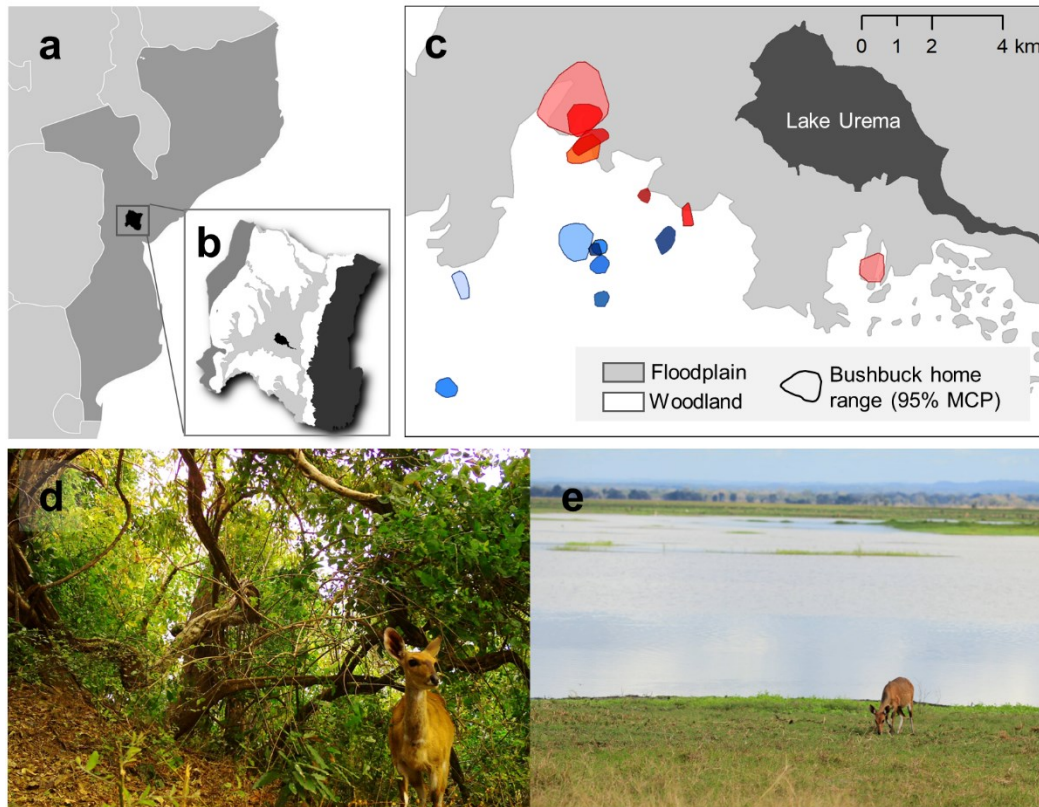 a
b
c
0 1 2 4 km
Lake Urema
Floodplain
Woodland
Bushbuck home
range (95% MCP)
d
e